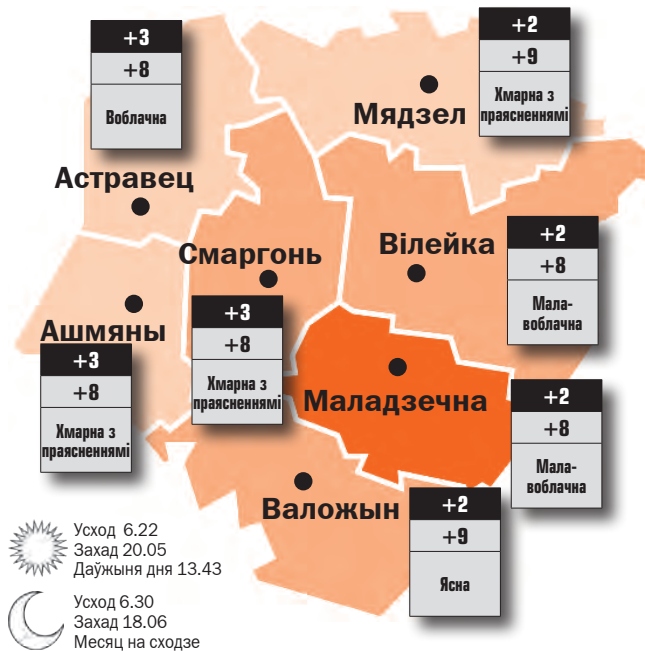 +3
+8
Воблачна
Астравец
+2
+9
Хмарна з
праясненнямі
Мядзел
Смаргонь
+3
+8
Хмарна з
праясненнямі
Вілейка
+2
+8
Мала-
воблачна
Ашмяны
+3
+8
Хмарна з
праясненнямі
Маладзечна
+2
+8
Мала-
воблачна
Валожын
+2
+9
Ясна
Усход 6.22
Захад 20.05
Даўжыня дня 13.43
Усход 6.30
Захад 18.06
Месяц на сходзе